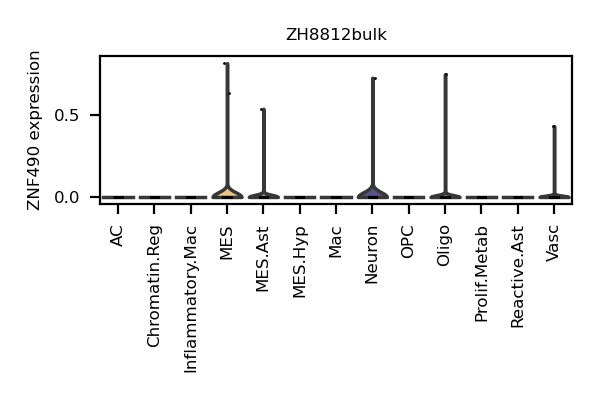 ZH8812bulk
ZNF490 expression
0.5
0.0
AC
Chromatin.Reg
Inflammatory.Mac
MES
MES.Ast
MES.Hyp
Mac
Neuron
OPC
Oligo
Prolif.Metab
Reactive.Ast
Vasc